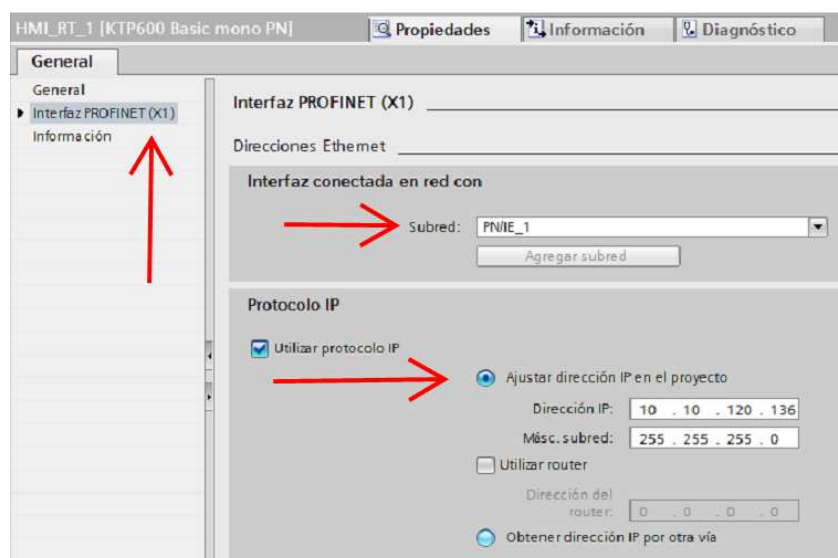 HMI_RT_1 [KTP600 Basic mono PN]
Propiedades
Información
Diagnóstico
General
General
Interfaz PROFINET (X1)
Información
Interfaz PROFINET (X1)
Direcciones Ethernet
Interfaz conectada en red con
Subred: PN/IE_1
Agregar subred
Protocolo IP
Utilizar protocolo IP
Ajustar dirección IP en el proyecto
Dirección IP: 10 . 10 . 120 . 136
Másc. subred: 255 . 255 . 255 . 0
Utilizar router
Dirección del
router: 0 . 0 . 0 . 0
Obtener dirección IP por otra vía